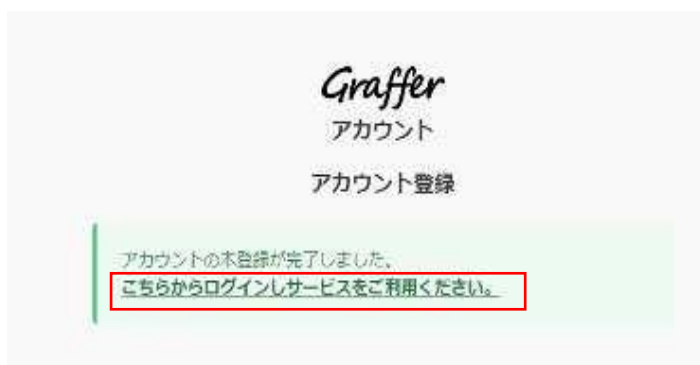 Graffer
アカウント
アカウント登録
アカウントの本登録が完了しました。
こちらからログインしサービスをご利用ください。